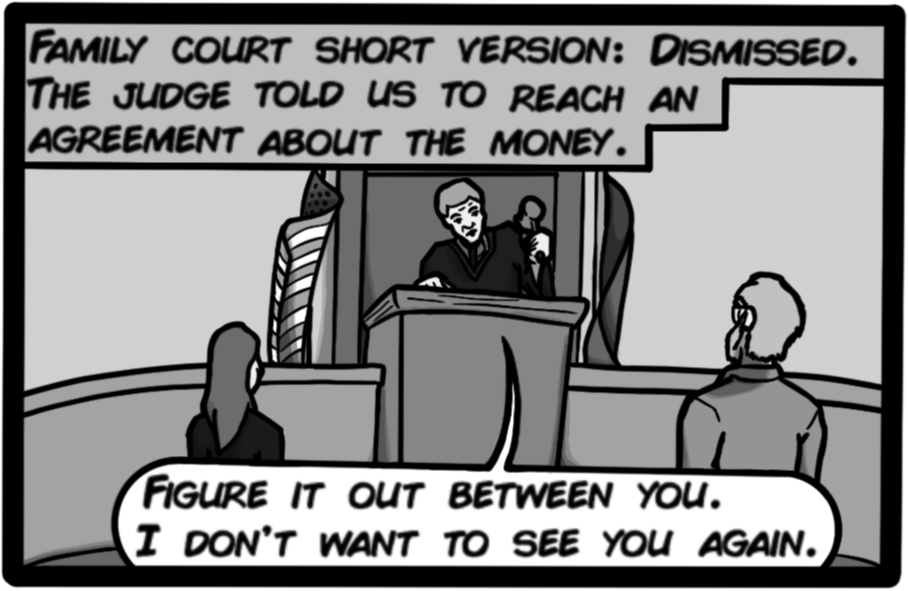 Family court short version: Dismissed.
The judge told us to reach an
agreement about the money.
Figure it out between you.
I don't want to see you again.